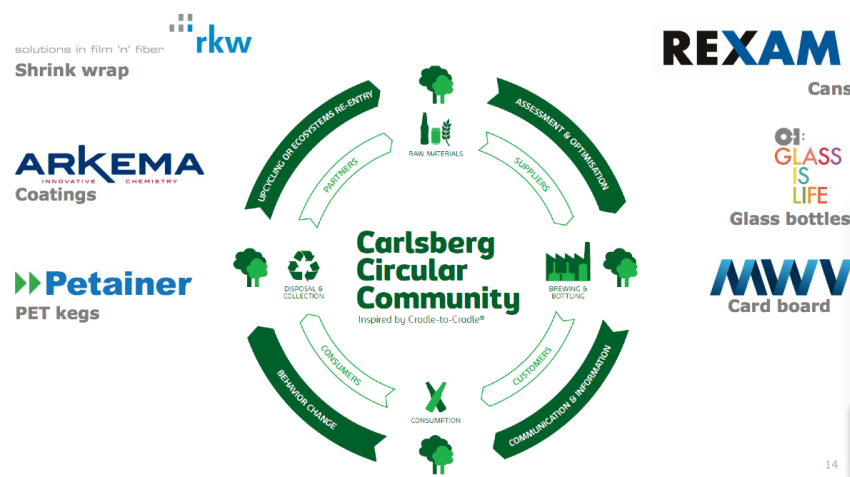 solutions in film 'n' fiber
rkw
Shrink wrap
ARKEMA
INNOVATIVE CHEMISTRY
Coatings
Petainer
PET kegs
UPCYCLING OR ECOSYSTEMS RE-ENTRY
PARTNERS
RAW MATERIALS
ASSESSMENT & OPTIMISATION
SUPPLIERS
DISPOSAL &
COLLECTION
Carlsberg
Circular
Community
Inspired by Cradle-to-Cradle®
BREWING &
BOTTLING
CONSUMERS
BEHAVIOR CHANGE
CONSUMPTION
CUSTOMERS
COMMUNICATION & INFORMATION
REXAM
Cans
O-I:
GLASS
IS
LIFE™
Glass bottles
MWV
Card board
14